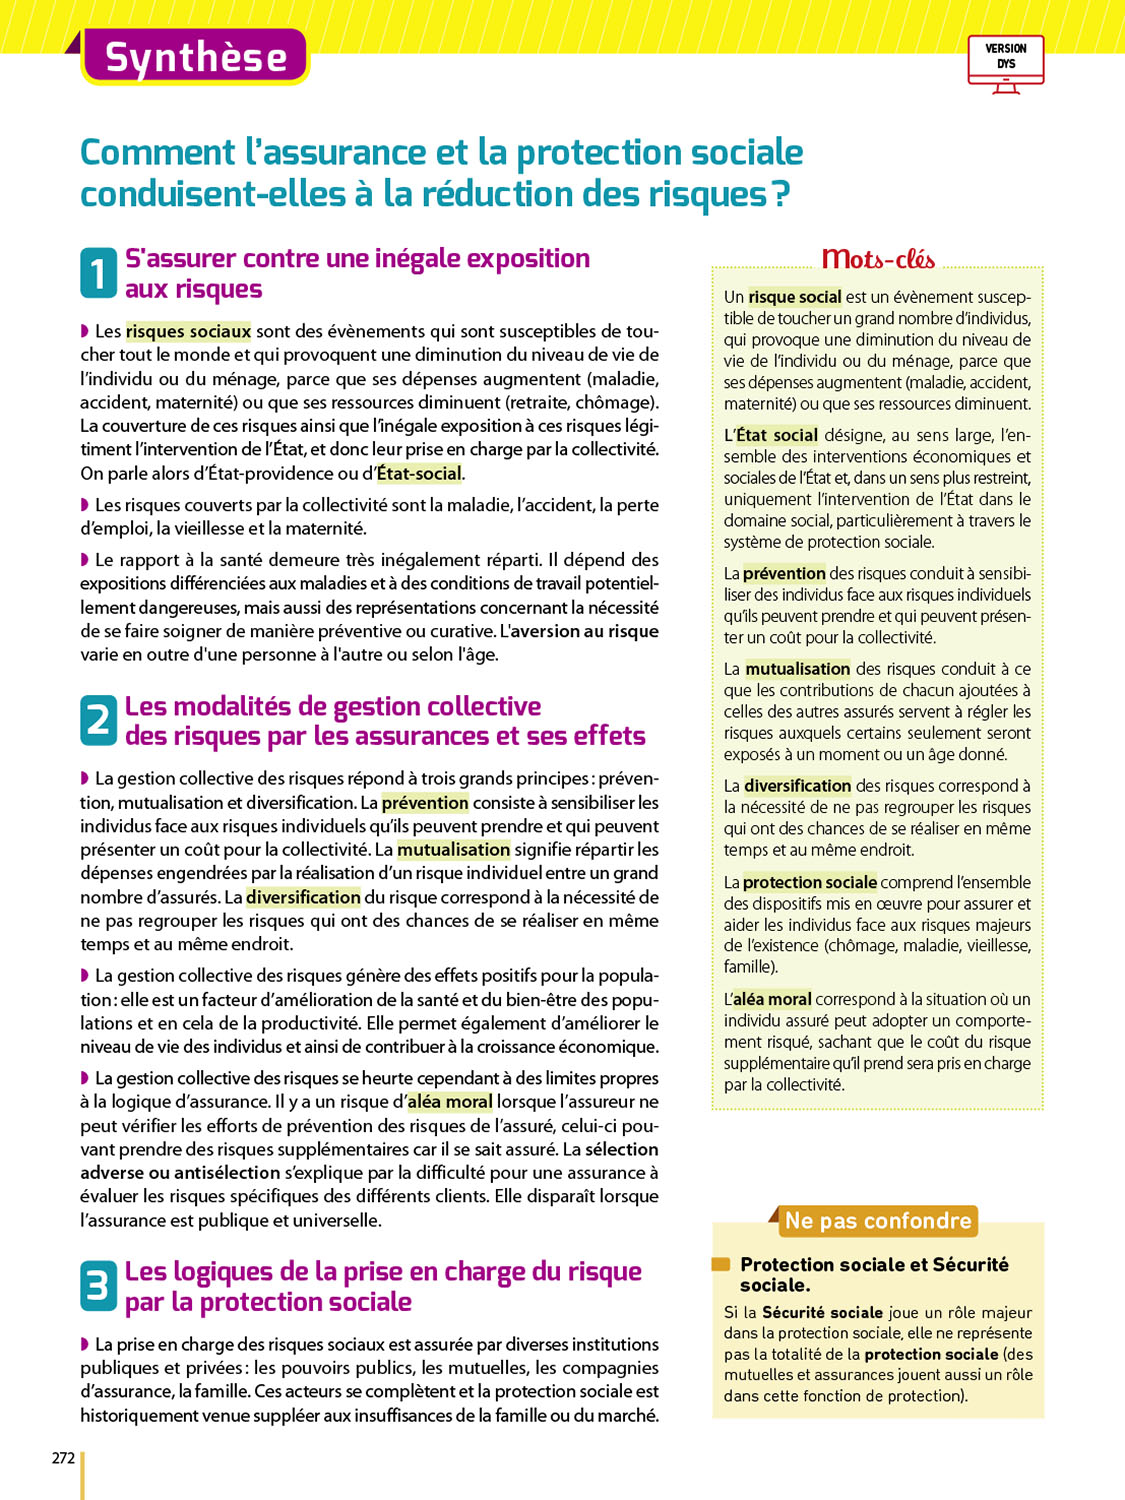 Synthèse
VERSION
DYS
Comment l’assurance et la protection sociale
conduisent-elles à la réduction des risques ?
1
S'assurer contre une inégale exposition
aux risques
Les risques sociaux sont des évènements qui sont susceptibles de tou-
cher tout le monde et qui provoquent une diminution du niveau de vie de
l’individu ou du ménage, parce que ses dépenses augmentent (maladie,
accident, maternité) ou que ses ressources diminuent (retraite, chômage).
La couverture de ces risques ainsi que l’inégale exposition à ces risques légi-
timent l’intervention de l’État, et donc leur prise en charge par la collectivité.
On parle alors d’État-providence ou d’État-social.
Les risques couverts par la collectivité sont la maladie, l’accident, la perte
d’emploi, la vieillesse et la maternité.
Le rapport à la santé demeure très inégalement réparti. Il dépend des
expositions différenciées aux maladies et à des conditions de travail potentiel-
lement dangereuses, mais aussi des représentations concernant la nécessité
de se faire soigner de manière préventive ou curative. L'aversion au risque
varie en outre d'une personne à l'autre ou selon l'âge.
2
Les modalités de gestion collective
des risques par les assurances et ses effets
La gestion collective des risques répond à trois grands principes : préven-
tion, mutualisation et diversification. La prévention consiste à sensibiliser les
individus face aux risques individuels qu’ils peuvent prendre et qui peuvent
présenter un coût pour la collectivité. La mutualisation signifie répartir les
dépenses engendrées par la réalisation d’un risque individuel entre un grand
nombre d’assurés. La diversification du risque correspond à la nécessité de
ne pas regrouper les risques qui ont des chances de se réaliser en même
temps et au même endroit.
La gestion collective des risques génère des effets positifs pour la popula-
tion : elle est un facteur d’amélioration de la santé et du bien-être des popu-
lations et en cela de la productivité. Elle permet également d’améliorer le
niveau de vie des individus et ainsi de contribuer à la croissance économique.
La gestion collective des risques se heurte cependant à des limites propres
à la logique d’assurance. Il y a un risque d’aléa moral lorsque l’assureur ne
peut vérifier les efforts de prévention des risques de l’assuré, celui-ci pou-
vant prendre des risques supplémentaires car il se sait assuré. La sélection
adverse ou antisélection s’explique par la difficulté pour une assurance à
évaluer les risques spécifiques des différents clients. Elle disparaît lorsque
l’assurance est publique et universelle.
3
Les logiques de la prise en charge du risque
par la protection sociale
La prise en charge des risques sociaux est assurée par diverses institutions
publiques et privées : les pouvoirs publics, les mutuelles, les compagnies
d’assurance, la famille. Ces acteurs se complètent et la protection sociale est
historiquement venue suppléer aux insuffisances de la famille ou du marché.
Mots-clés
Un risque social est un évènement suscep-
tible de toucher un grand nombre d’individus,
qui provoque une diminution du niveau de
vie de l’individu ou du ménage, parce que
ses dépenses augmentent (maladie, accident,
maternité) ou que ses ressources diminuent.
L’État social désigne, au sens large, l’en-
semble des interventions économiques et
sociales de l’État et, dans un sens plus restreint,
uniquement l’intervention de l’État dans le
domaine social, particulièrement à travers le
système de protection sociale.
La prévention des risques conduit à sensibi-
liser des individus face aux risques individuels
qu’ils peuvent prendre et qui peuvent présen-
ter un coût pour la collectivité.
La mutualisation des risques conduit à ce
que les contributions de chacun ajoutées à
celles des autres assurés servent à régler les
risques auxquels certains seulement seront
exposés à un moment ou un âge donné.
La diversification des risques correspond à
la nécessité de ne pas regrouper les risques
qui ont des chances de se réaliser en même
temps et au même endroit.
La protection sociale comprend l’ensemble
des dispositifs mis en œuvre pour assurer et
aider les individus face aux risques majeurs
de l’existence (chômage, maladie, vieillesse,
famille).
L’aléa moral correspond à la situation où un
individu assuré peut adopter un comporte-
ment risqué, sachant que le coût du risque
supplémentaire qu’il prend sera pris en charge
par la collectivité.
Ne pas confondre
Protection sociale et Sécurité
sociale.
Si la Sécurité sociale joue un rôle majeur
dans la protection sociale, elle ne représente
pas la totalité de la protection sociale (des
mutuelles et assurances jouent aussi un rôle
dans cette fonction de protection).
272